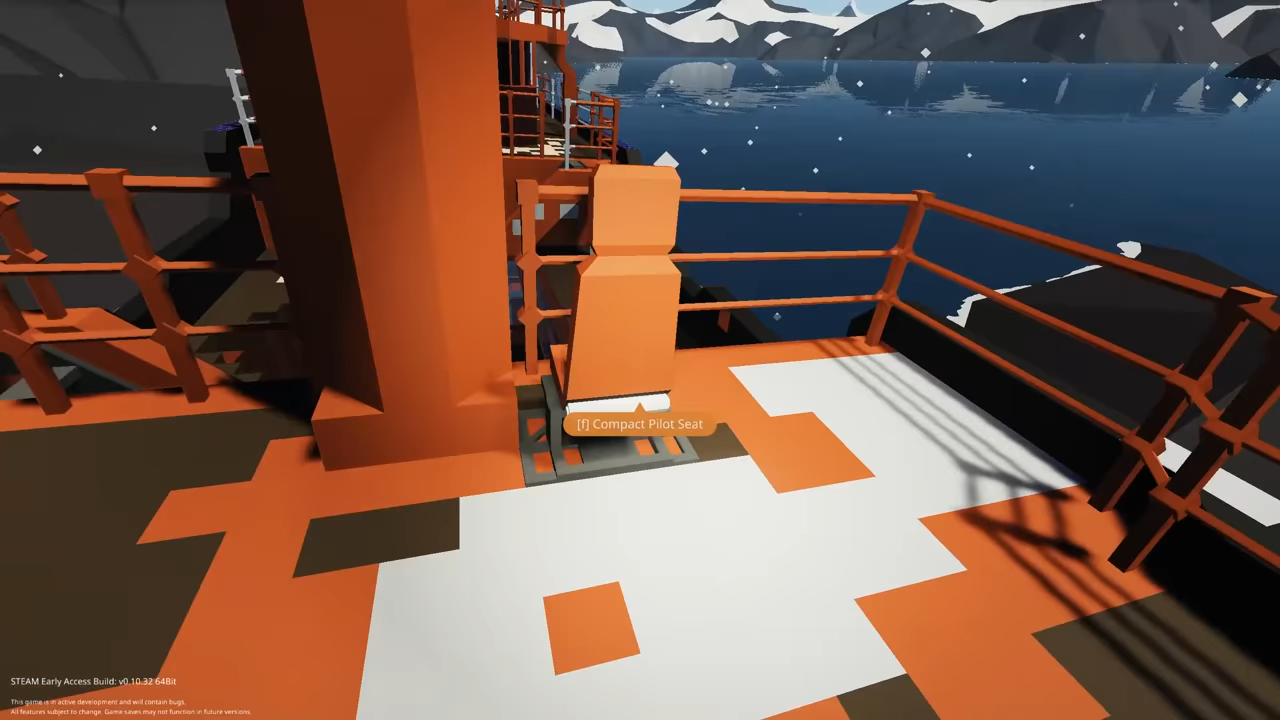 [f] Compact Pilot Seat
STEAM Early Access Build: v0.10.32 64Bit
This game is in active development and will contain bugs.
All features subject to change. Game saves may not function in future versions.